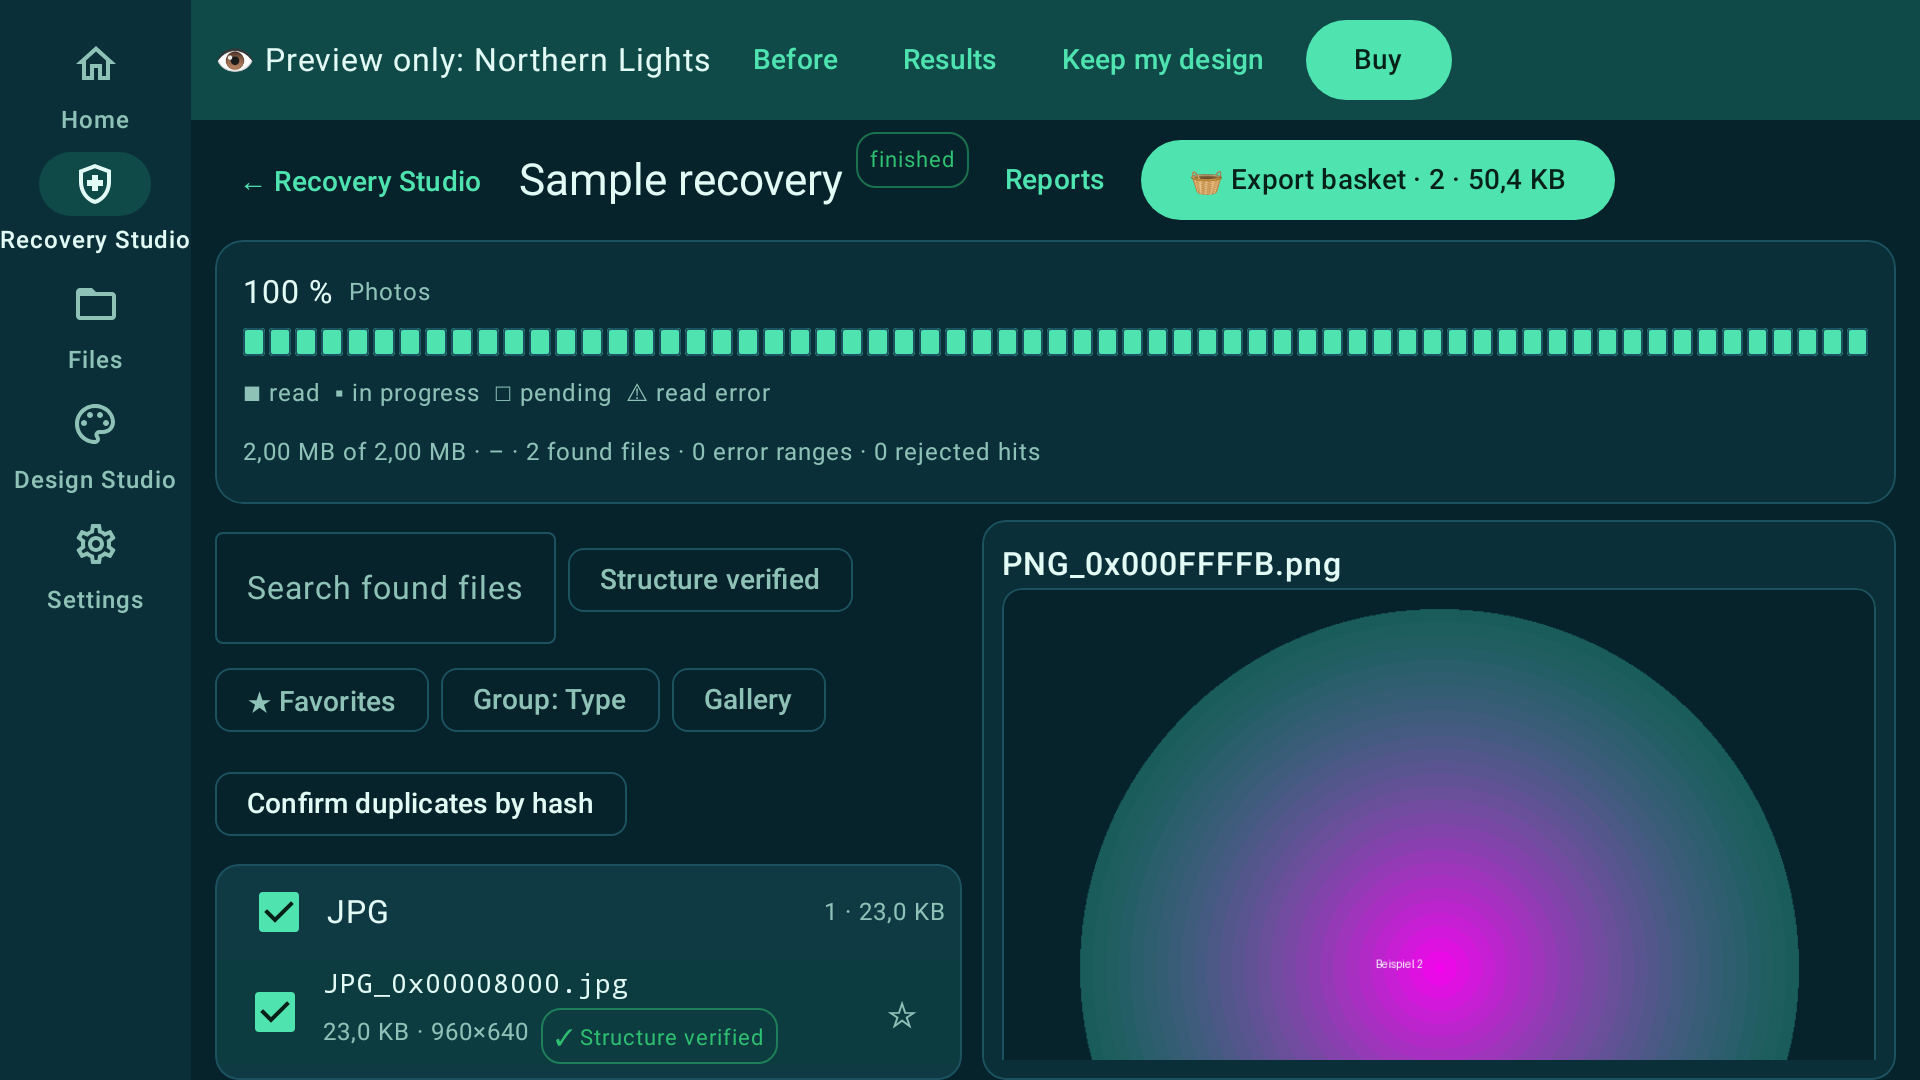 Home
Recovery Studio
Files
Design Studio
Settings
👁 Preview only: Northern Lights
Before
Results
Keep my design
Buy
← Recovery Studio
Sample recovery
finished
Reports
🧺 Export basket · 2 · 50,4 KB
100 % Photos
■ read ▪ in progress □ pending ⚠ read error
2,00 MB of 2,00 MB · – · 2 found files · 0 error ranges · 0 rejected hits
Search found files
Structure verified
★ Favorites
Group: Type
Gallery
Confirm duplicates by hash
JPG
1 · 23,0 KB
JPG_0x00008000.jpg
23,0 KB · 960×640
✓ Structure verified
☆
PNG_0x000FFFFB.png
Beispiel 2